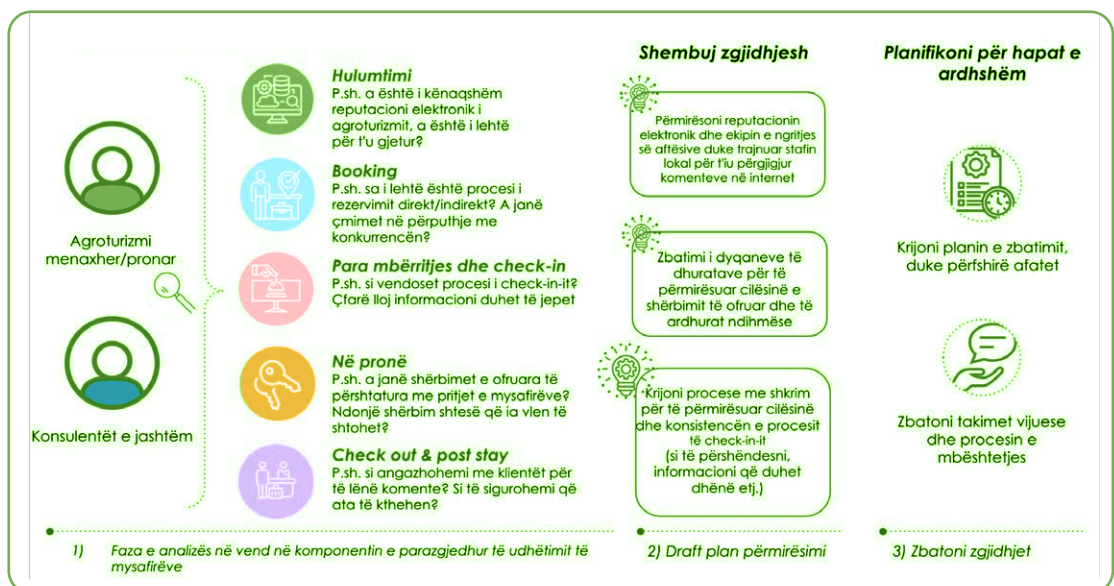 Agroturizmi
menaxher/pronar
Konsulentët e jashtëm
Hulumtimi
P.sh. a është i kënaqshëm
reputacioni elektronik i
agroturizmit, a është i lehtë
për t'u gjetur?
Booking
P.sh. sa i lehtë është procesi i
rezervimit direkt/indirekt? A janë
çmimet në përputhje me
konkurrencën?
Para mbërritjes dhe check-in
P.sh. si vendoset procesi i check-in-it?
Çfarë lloj informacioni duhet të jepet
Në pronë
P.sh. a janë shërbimet e ofruara të
përshtatura me pritjet e mysafirëve?
Ndonjë shërbim shtesë që ia vlen të
shtohet?
Check out & post stay
P.sh. si angazhohemi me klientët për
të lënë komente? Si të sigurohemi që
ata të kthehen?
1) Faza e analizës në vend në komponentin e parazgjedhur të udhëtimit të
mysafirëve
Shembuj zgjidhjesh
Përmirësoni reputacionin
elektronik dhe ekipin e ngritjes
së aftësive duke trajnuar stafin
lokal për t'iu përgjigjur
komenteve në internet
Zbatimi i dyqaneve të
dhuratave për të
përmirësuar cilësinë e
shërbimit të ofruar dhe të
ardhurat ndihmëse
Krijoni procese me shkrim
për të përmirësuar cilësinë
dhe konsistencën e procesit
të check-in-it
(si të përshëndesni,
informacioni që duhet
dhënë etj.)
2) Draft plan përmirësimi
Planifikoni për hapat e
ardhshëm
Krijoni planin e zbatimit,
duke përfshirë afatet
Zbatoni takimet vijuese
dhe procesin e
mbështetjes
3) Zbatoni zgjidhjet